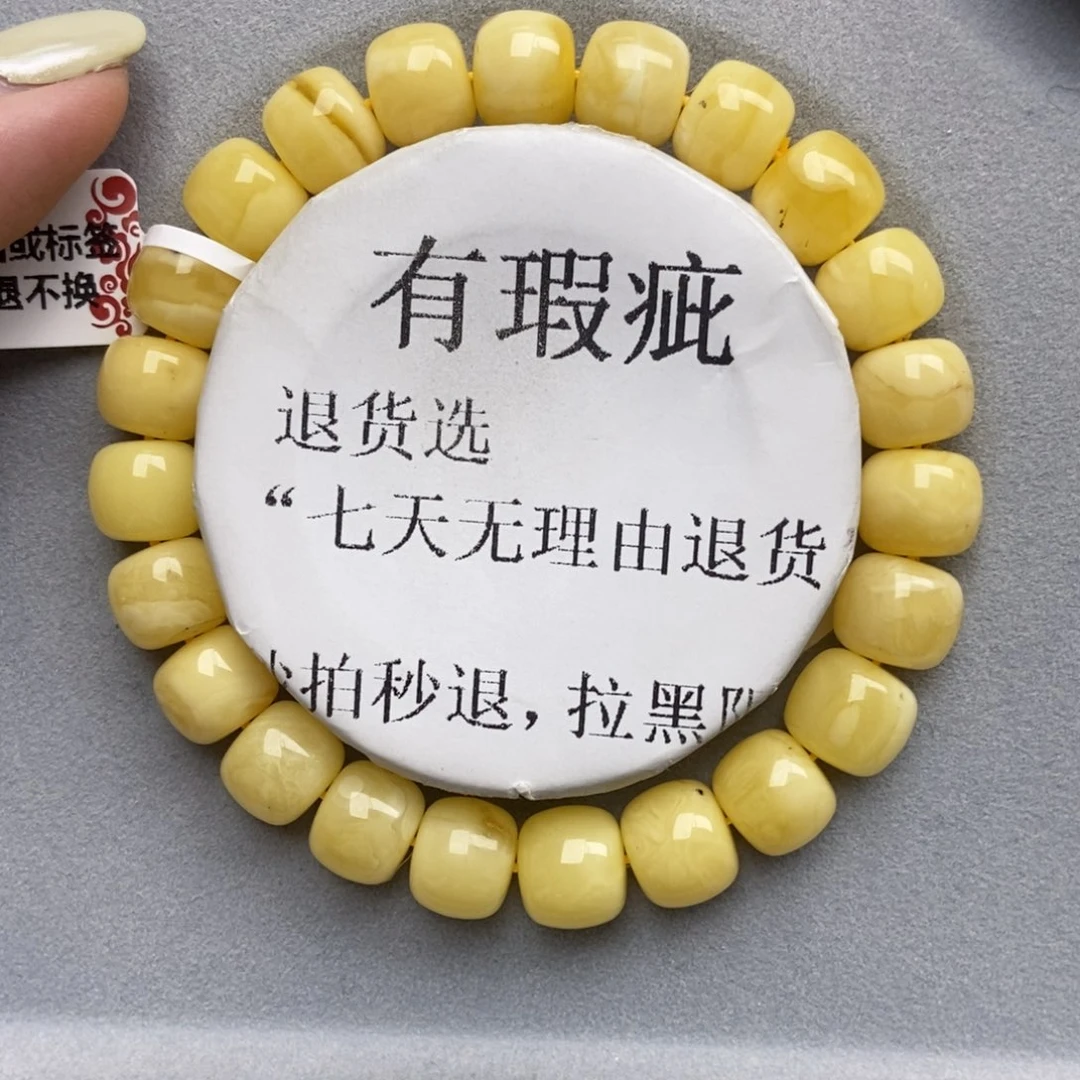 有瑕疵
退货选
“七天无理由退货
拍秒退，拉黑
或标签
退不换